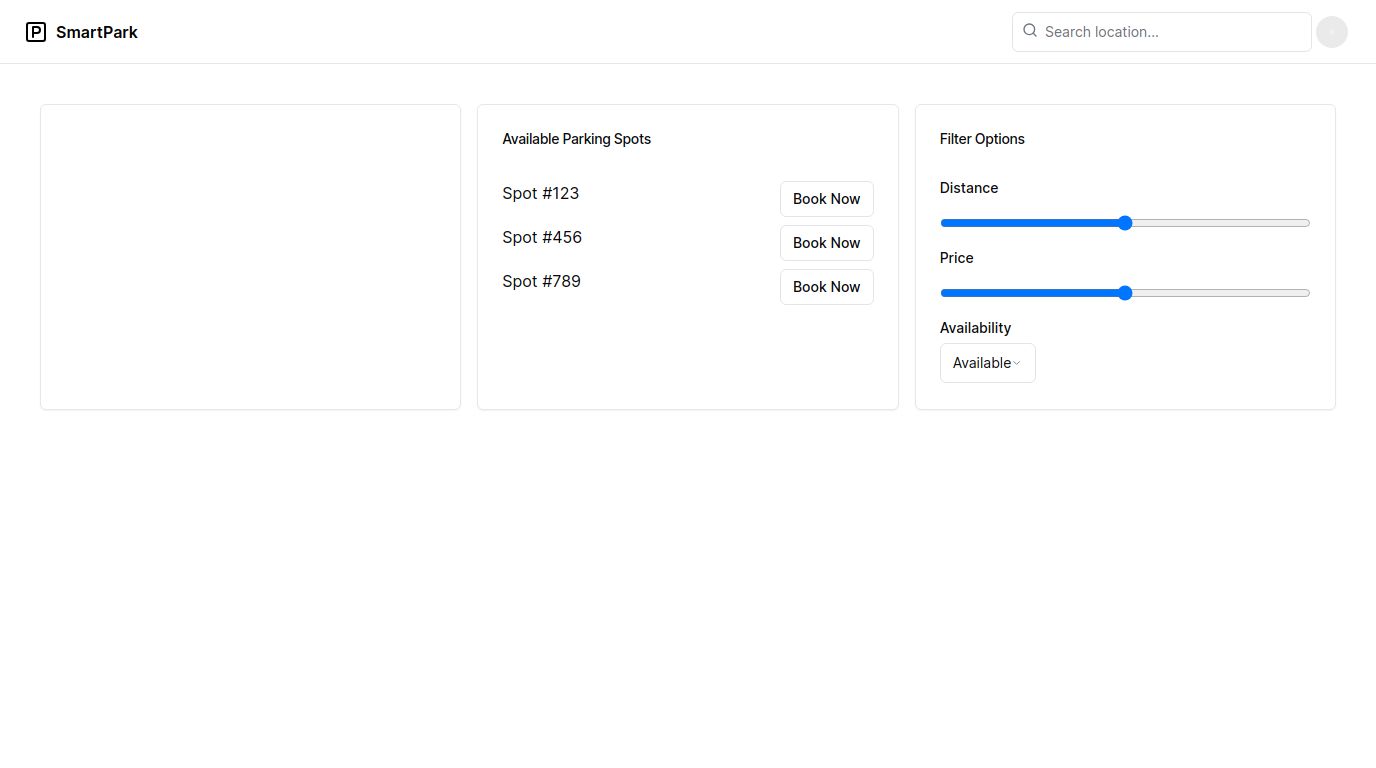 P SmartPark
Search location...
Available Parking Spots
Spot #123
Book Now
Spot #456
Book Now
Spot #789
Book Now
Filter Options
Distance
Price
Availability
Available